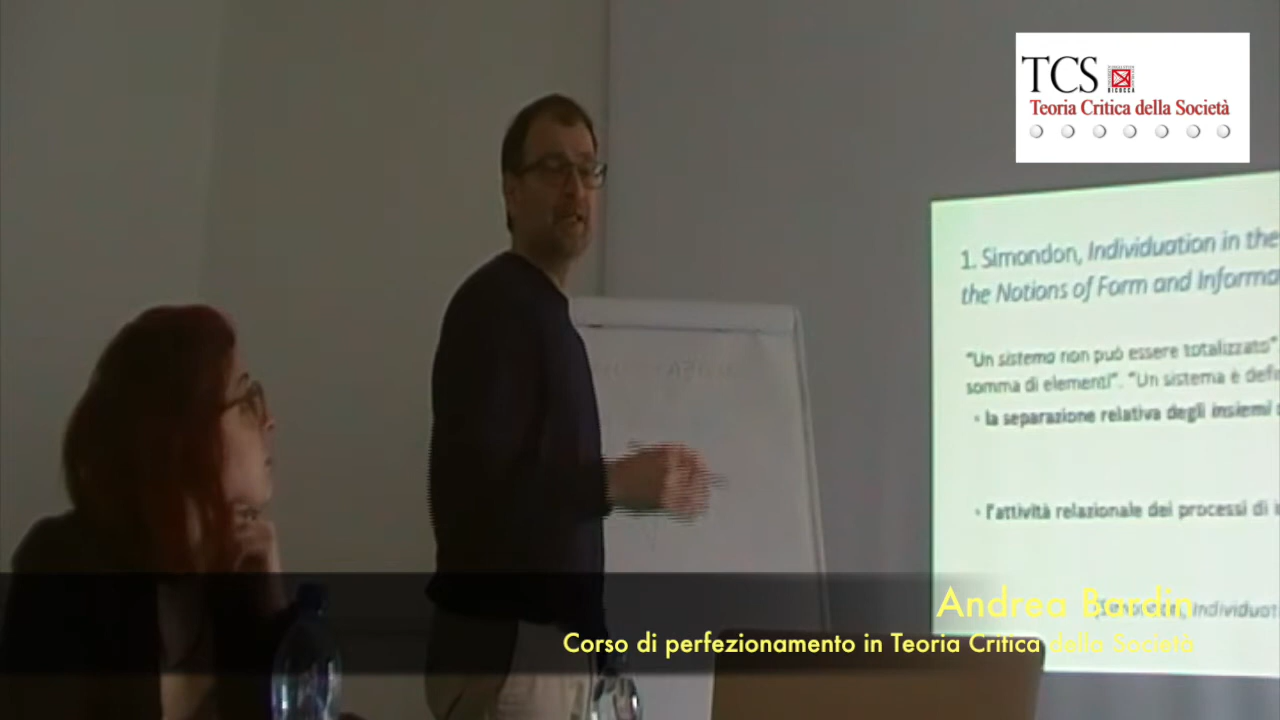 TCS
BICOCCA
Teoria Critica della Società
1. Simondon, Individuation in the
the Notions of Form and Informa
"Un sistema non può essere totalizzato"
somma di elementi". "Un sistema è defi
• la separazione relativa degli insiemi
• l'attività relazionale dei processi di
Andrea Bardin
(Simondon, Individuat
Corso di perfezionamento in Teoria Critica della Società